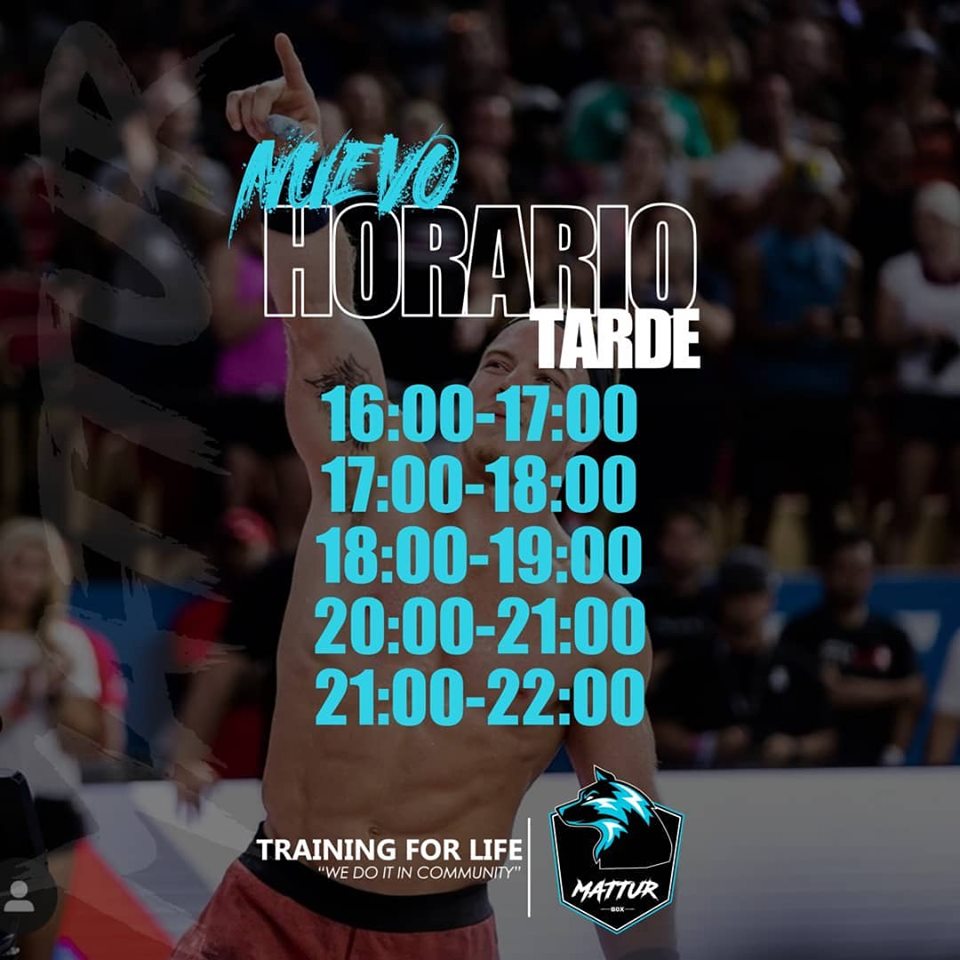 NUEVO
HORARIO
TARDE
16:00-17:00
17:00-18:00
18:00-19:00
20:00-21:00
21:00-22:00
TRAINING FOR LIFE
"WE DO IT IN COMMUNITY"
MATTUR
BOX